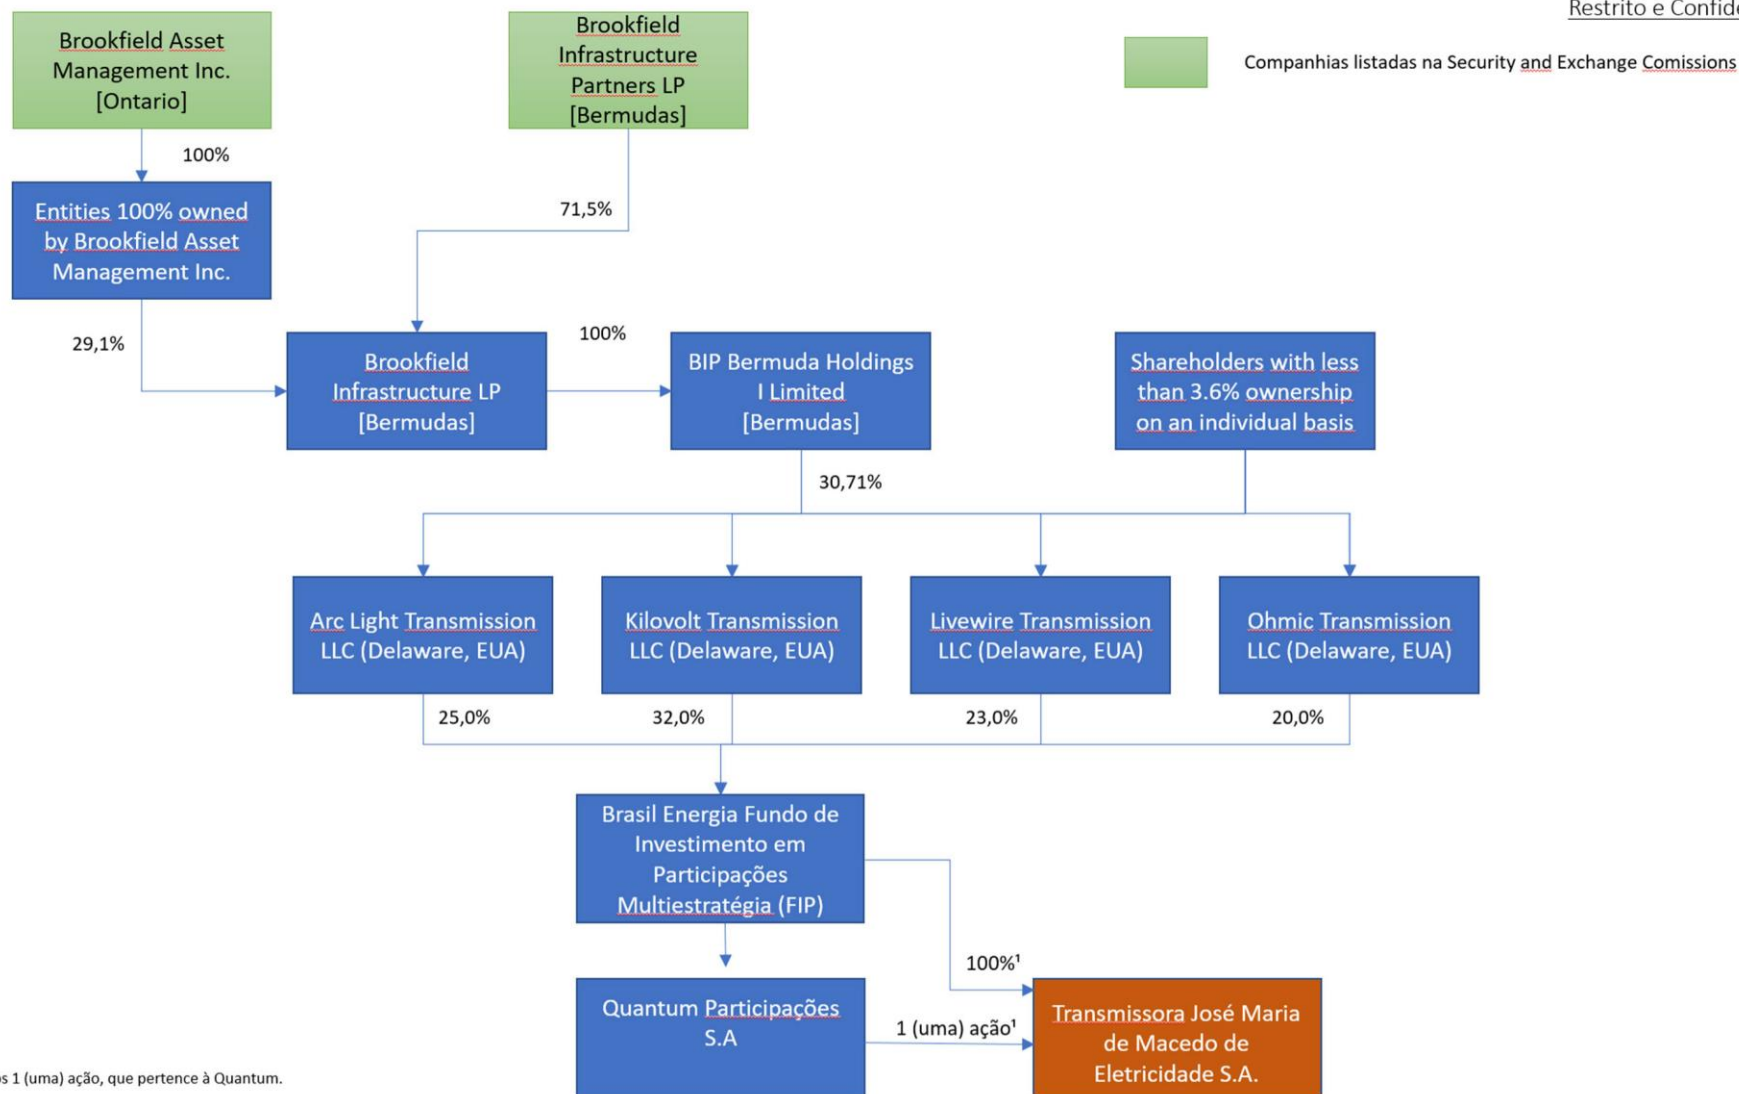 Restrito e
Brookfield Asset
Management Inc.
[Ontario]
Brookfield
Infrastructure
Partners LP
[Bermudas]
Companhias listadas na Security and Exchange Comissions
100%
Entities 100% owned
by Brookfield Asset
Management Inc.
71,5%
29,1%
Brookfield
Infrastructure LP
[Bermudas]
100%
BIP Bermuda Holdings
I Limited
[Bermudas]
Shareholders with less
than 3.6% ownership
on an individual basis
30,71%
Arc Light Transmission
LLC (Delaware, EUA)
Kilovolt Transmission
LLC (Delaware, EUA)
Livewire Transmission
LLC (Delaware, EUA)
Ohmic Transmission
LLC (Delaware, EUA)
25,0%
32,0%
23,0%
20,0%
Brasil Energia Fundo de
Investimento em
Participações
Multiestratégia (FIP)
100%¹
Quantum Participações
S.A
1 (uma) ação¹
Transmissora José Maria
de Macedo de
Eletricidade S.A.
1 (uma) ação, que pertence à Quantum.